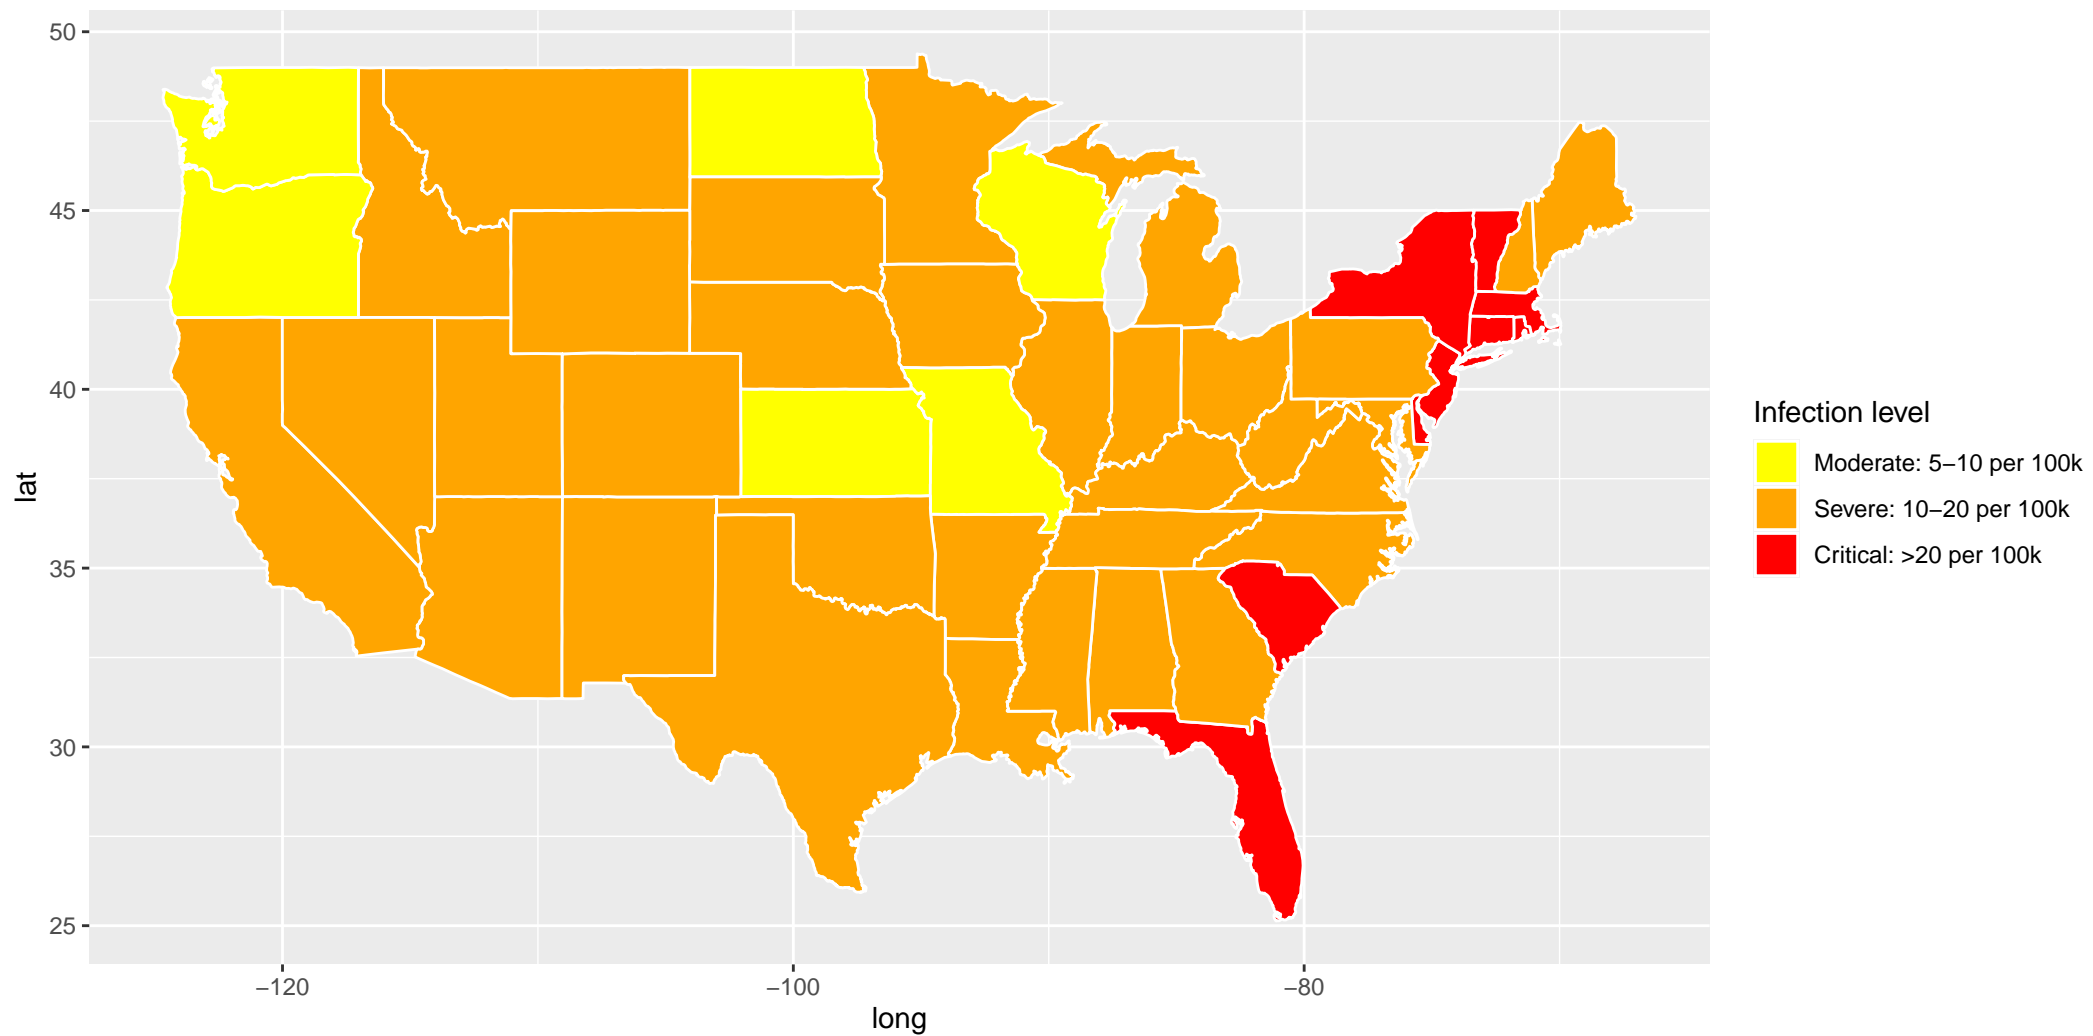 50
45
40
35
30
25
lat
−120
−100
−80
long
Infection level
Moderate: 5−10 per 100k
Severe: 10−20 per 100k
Critical: >20 per 100k